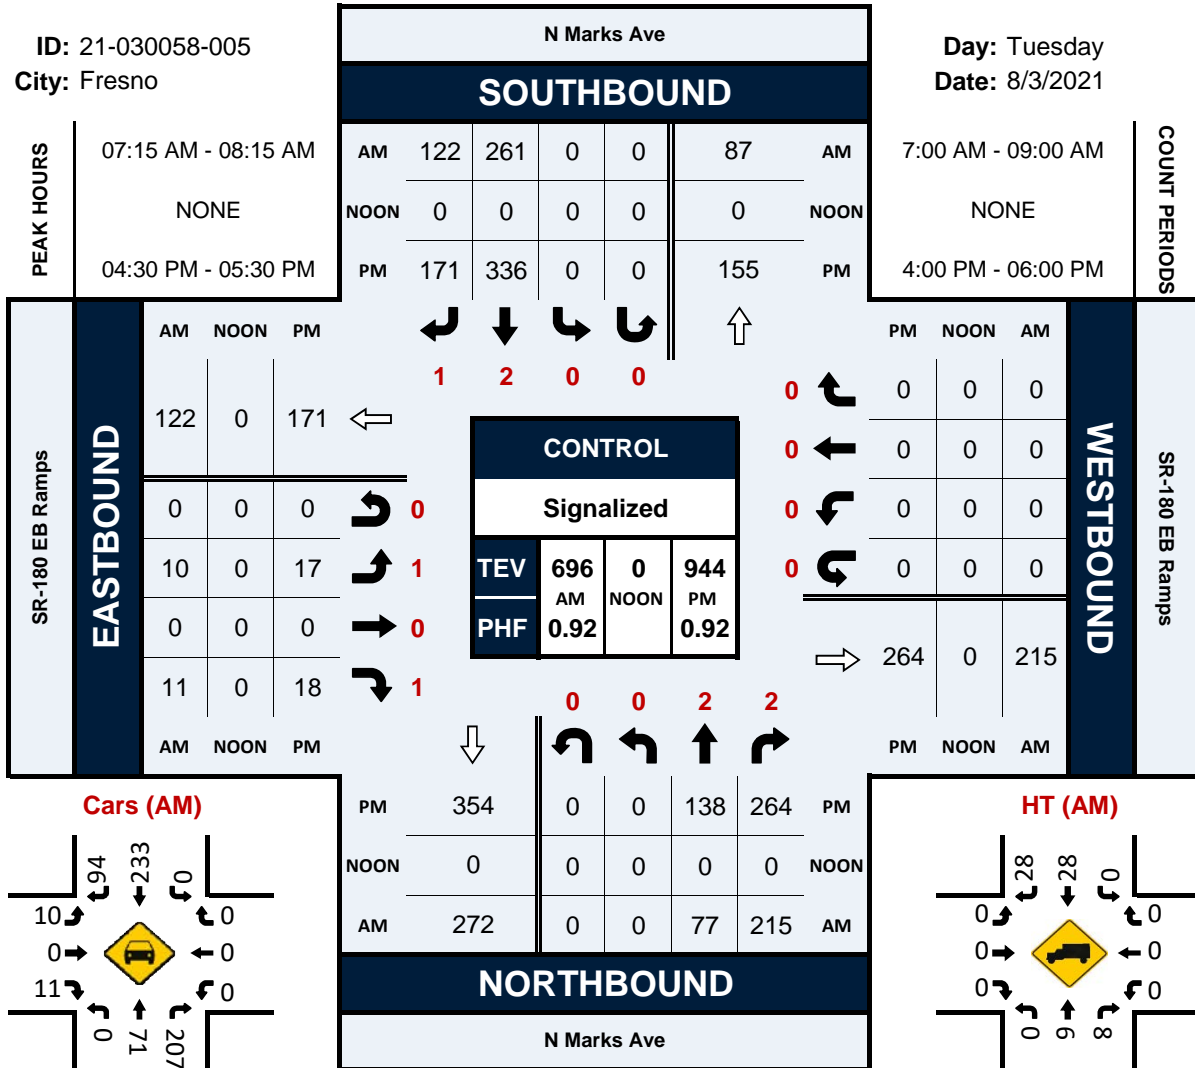 N Marks Ave
ID: 21-030058-005
City: Fresno
Day: Tuesday
Date: 8/3/2021
SOUTHBOUND
PEAK HOURS
07:15 AM - 08:15 AM
NONE
04:30 PM - 05:30 PM
AM 122 261 0 0 87 AM
NOON 0 0 0 0 0 NOON
PM 171 336 0 0 155 PM
7:00 AM - 09:00 AM
NONE
4:00 PM - 06:00 PM
COUNT PERIODS
1 2 0 0
SR-180 EB Ramps
EASTBOUND
AM NOON PM
122 0 171
0 0 0 0
10 0 17 1
0 0 0 0
11 0 18 1
AM NOON PM
CONTROL
Signalized
TEV 696 0 944
AM NOON PM
PHF 0.92 0.92
PM NOON AM
0 0 0 0
0 0 0 0
0 0 0 0
0 0 0 0
264 0 215
PM NOON AM
WESTBOUND
SR-180 EB Ramps
0 0 2 2
PM 354 0 0 138 264 PM
NOON 0 0 0 0 0 NOON
AM 272 0 0 77 215 AM
NORTHBOUND
N Marks Ave
Cars (AM)
94 233 0
10 0
0 0
11 0
0 71 207
HT (AM)
28 28 0
0 0
0 0
0 0
0 6 8